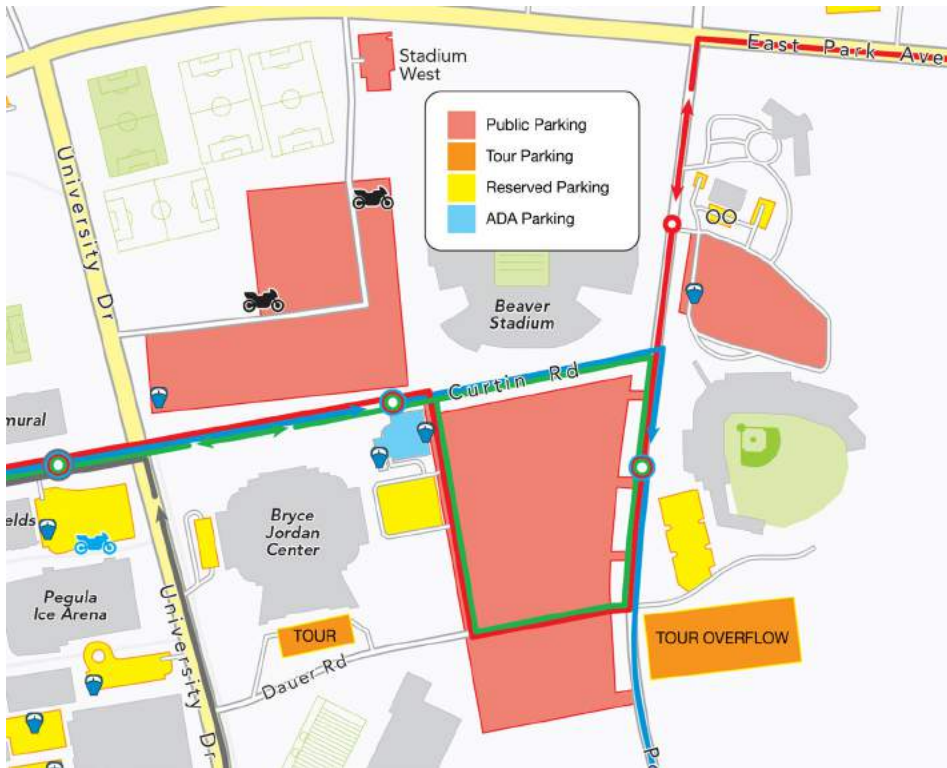 East Park Ave
Stadium
West
Public Parking
Tour Parking
Reserved Parking
ADA Parking
University Dr
Beaver
Stadium
Curtin Rd
mural
elds
Bryce
Jordan
Center
Pegula
Ice Arena
TOUR
TOUR OVERFLOW
Dauer Rd
University Dr